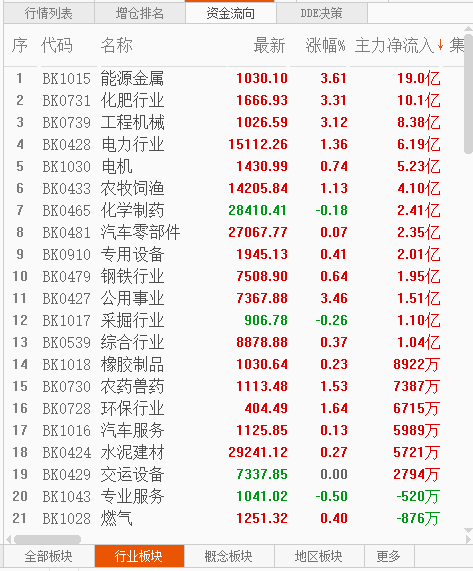 行情列表 增仓排名 资金流向 DDE决策
序 代码 名称 最新 涨幅% 主力净流入↓ 集
1 BK1015 能源金属 1030.10 3.61 19.0亿
2 BK0731 化肥行业 1666.93 3.31 10.1亿
3 BK0739 工程机械 1026.59 3.12 8.38亿
4 BK0428 电力行业 15112.26 1.36 6.19亿
5 BK1030 电机 1430.99 0.74 5.23亿
6 BK0433 农牧饲渔 14205.84 1.13 4.10亿
7 BK0465 化学制药 28410.41 -0.18 2.41亿
8 BK0481 汽车零部件 27067.77 0.07 2.35亿
9 BK0910 专用设备 1945.13 0.41 2.01亿
10 BK0479 钢铁行业 7508.90 0.64 1.95亿
11 BK0427 公用事业 7367.88 3.46 1.51亿
12 BK1017 采掘行业 906.78 -0.26 1.10亿
13 BK0539 综合行业 8878.88 0.37 1.04亿
14 BK1018 橡胶制品 1030.64 0.23 8922万
15 BK0730 农药兽药 1113.48 1.53 7387万
16 BK0728 环保行业 404.49 1.64 6715万
17 BK1016 汽车服务 1125.85 0.13 5989万
18 BK0424 水泥建材 29241.12 0.27 5721万
19 BK0429 交运设备 7337.85 0.00 2794万
20 BK1043 专业服务 1041.02 -0.50 -520万
21 BK1028 燃气 1251.32 0.40 -876万
全部板块 行业板块 概念板块 地区板块 更多